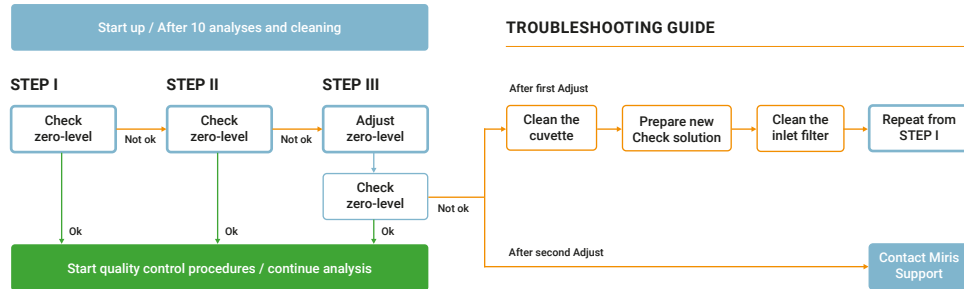 Start up / After 10 analyses and cleaning
TROUBLESHOOTING GUIDE
STEP I
STEP II
STEP III
After first Adjust
Check
zero-level
Not ok
Check
zero-level
Not ok
Adjust
zero-level
Clean the
cuvette
Prepare new
Check solution
Clean the
inlet filter
Repeat from
STEP I
Check
zero-level
Not ok
Ok
Ok
Ok
After second Adjust
Start quality control procedures / continue analysis
Contact Miris
Support